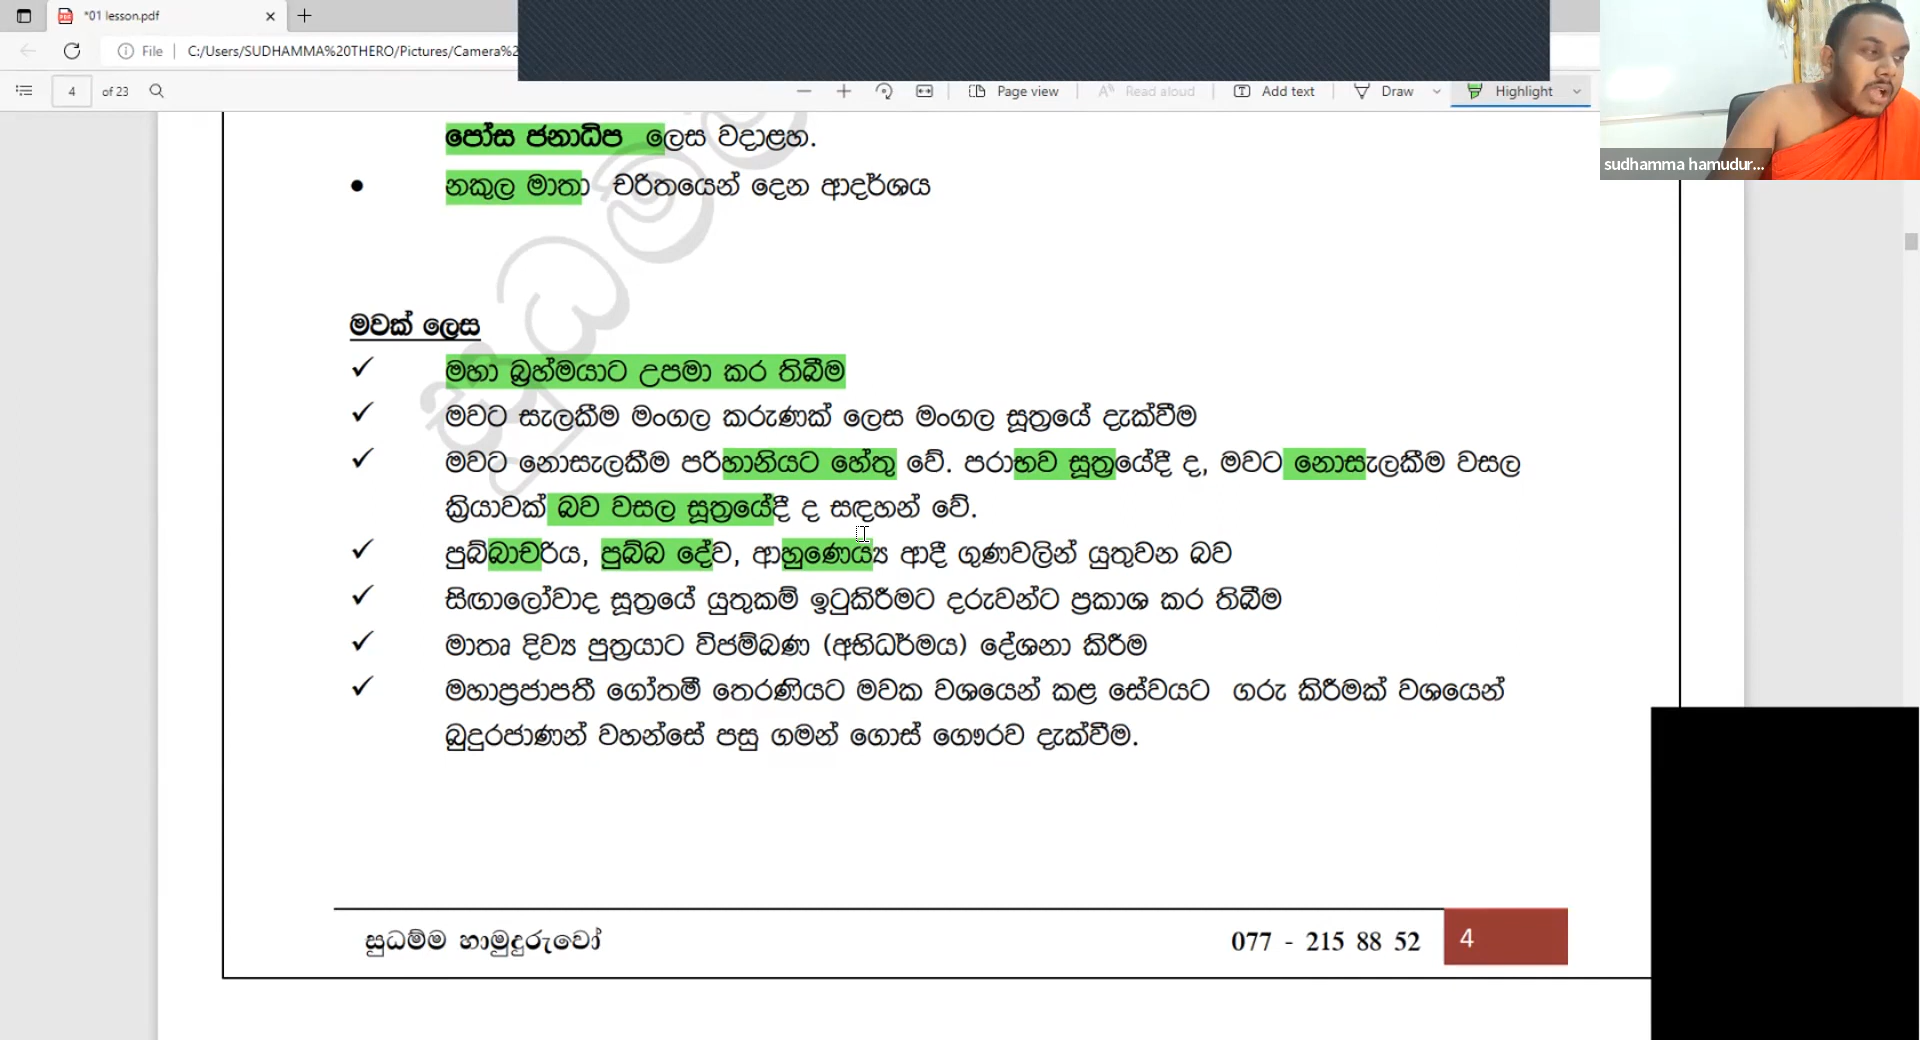 *01 lesson.pdf
File | C:/Users/SUDHAMMA%20THERO/Pictures/Camera%2
4 of 23
Page view
Read aloud
Add text
Draw
Highlight
sudhamma hamudur...
පෝස ජනාධිප ලෙස වදාළහ.
• නකුල මාතා චරිතයෙන් දෙන ආදර්ශය
මවක් ලෙස
✓ මහා බ්‍රහ්මයාට උපමා කර තිබීම
✓ මවට සැලකීම මංගල කරුණක් ලෙස මංගල සූත්‍රයේ දැක්වීම
✓ මවට නොසැලකීම පරිහානියට හේතු වේ. පරාභව සූත්‍රයේදී ද, මවට නොසැලකීම වසල
ක්‍රියාවක් බව වසල සූත්‍රයේදී ද සඳහන් වේ.
✓ පුබ්බාචරිය, පුබ්බ දේව, ආහුණෙය්‍ය ආදී ගුණවලින් යුතුවන බව
✓ සිඟාලෝවාද සූත්‍රයේ යුතුකම් ඉටුකිරීමට දරුවන්ට ප්‍රකාශ කර තිබීම
✓ මාතෘ දිව්‍ය පුත්‍රයාට විජම්බණ (අභිධර්මය) දේශනා කිරීම
✓ මහාප්‍රජාපතී ගෝතමී තෙරණියට මවක වශයෙන් කළ සේවයට ගරු කිරීමක් වශයෙන්
බුදුරජාණන් වහන්සේ පසු ගමන් ගොස් ගෞරව දැක්වීම.
සුධම්ම හාමුදුරුවෝ
077 - 215 88 52
4